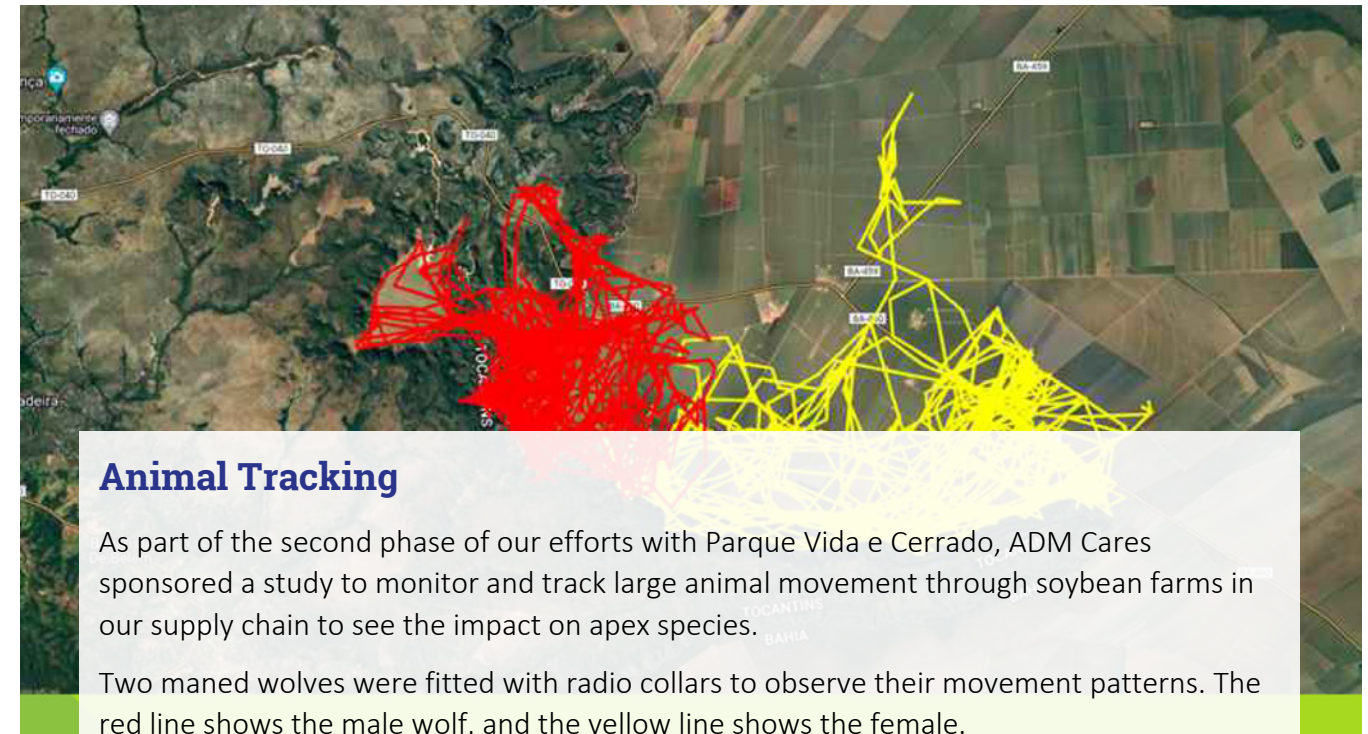 nça
mporariamente
fechado
TO-040
TO-040
TO-040
BA-459
BA-459
TOCANTINS
BAHIA
adeira
Animal Tracking
As part of the second phase of our efforts with Parque Vida e Cerrado, ADM Cares
sponsored a study to monitor and track large animal movement through soybean farms in
our supply chain to see the impact on apex species.
Two maned wolves were fitted with radio collars to observe their movement patterns. The
red line shows the male wolf, and the yellow line shows the female.